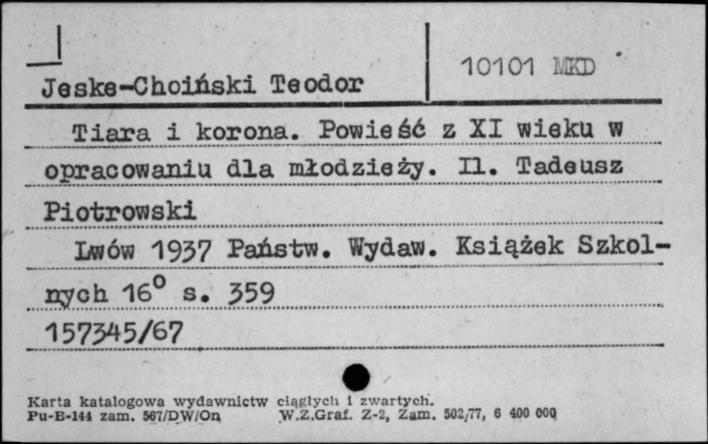 Jeske-Choiński Teodor
10101 MKD
Tiara i korona. Powieść z XI wieku w
opracowaniu dla młodzieży. Il. Tadeusz
Piotrowski
Lwów 1937 Państw. Wydaw. Książek Szkol-
nych 16° s. 359
157345/67
Karta katalogowa wydawnictw ciągłych i zwartych.
Pu-B-144 zam. 567/DW/On W.Z.Graf. Z-2, Zam. 502/77, 6 400 000